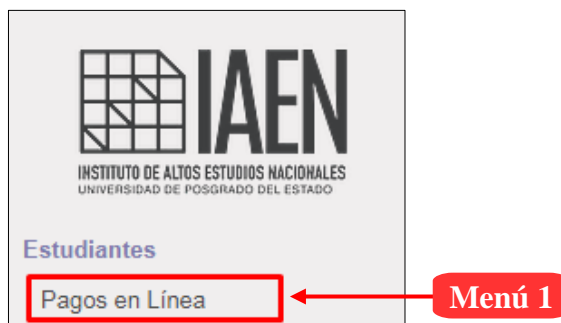 IAEN
INSTITUTO DE ALTOS ESTUDIOS NACIONALES
UNIVERSIDAD DE POSGRADO DEL ESTADO
Estudiantes
Pagos en Línea
Menú 1